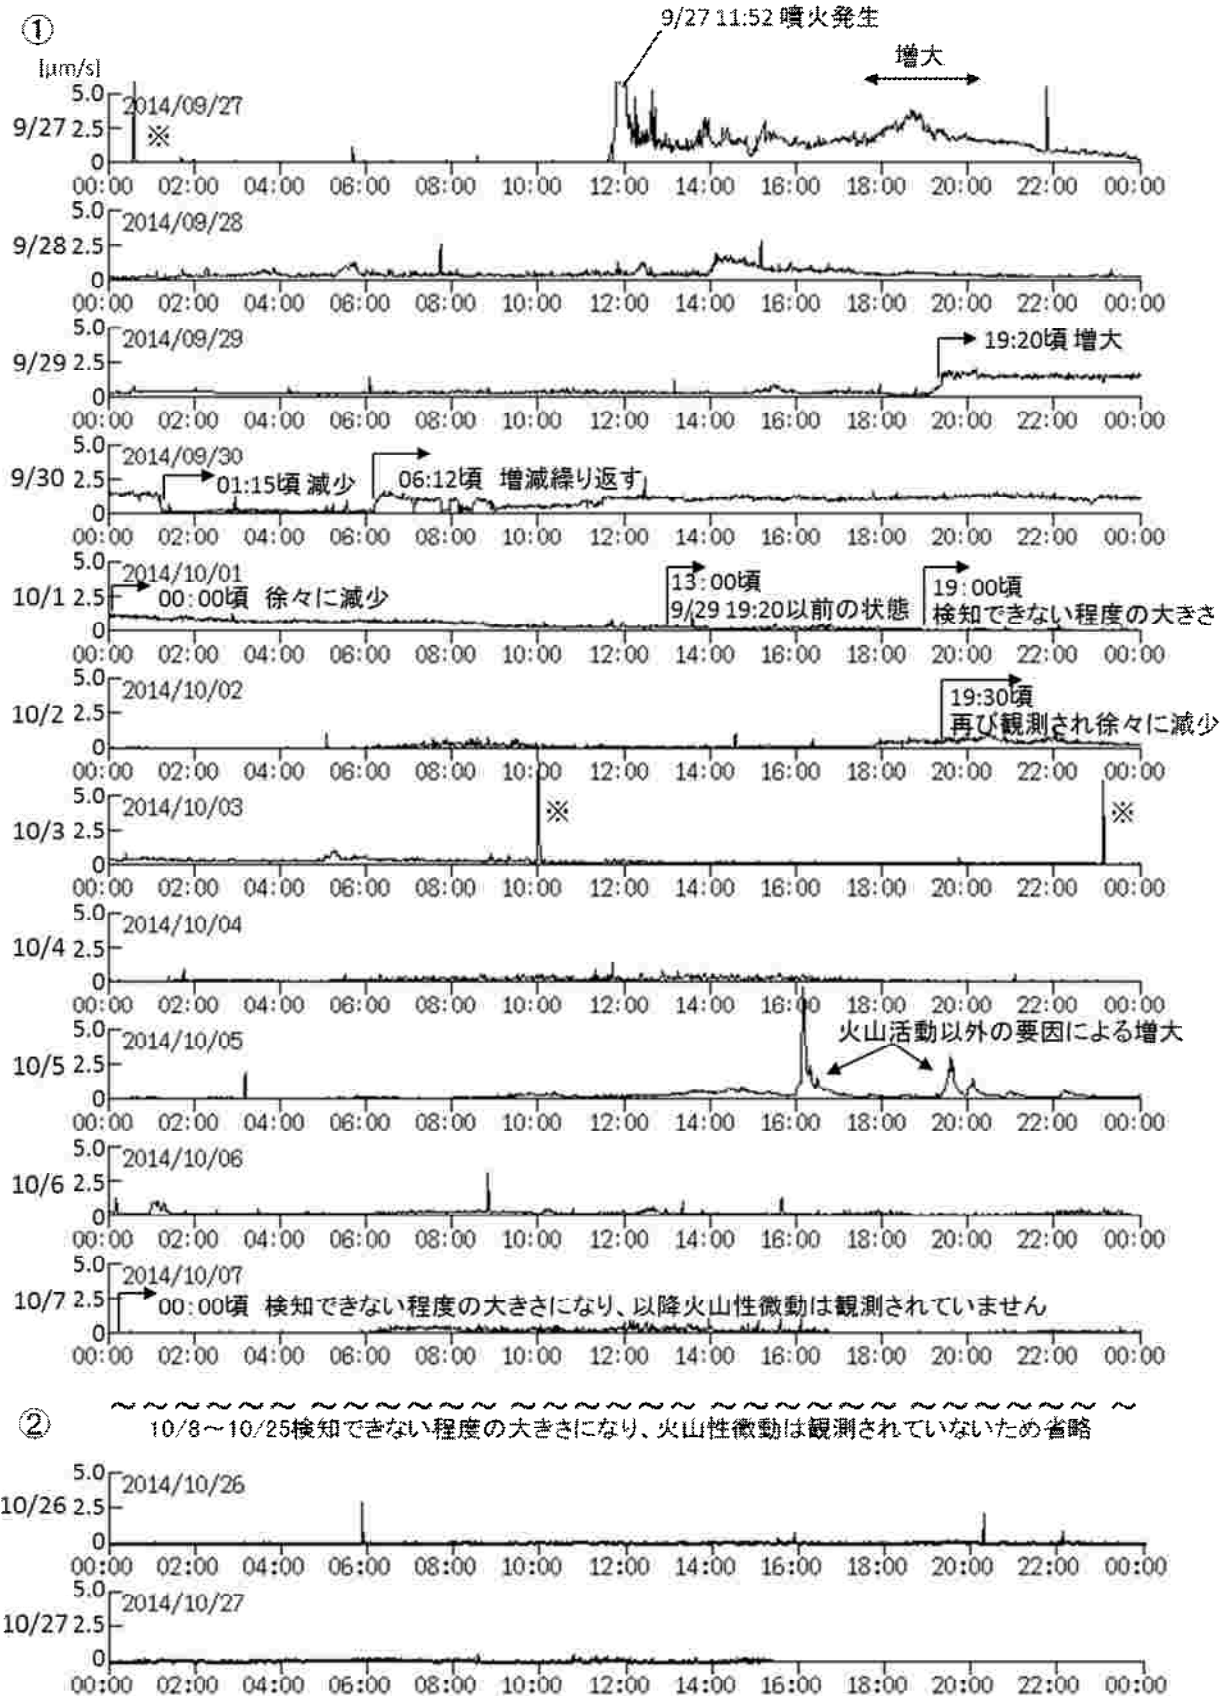 ①
9/27 11:52 噴火発生
[μm/s]
増大
9/27 5.0 2.5 0
2014/09/27
※
00:00 02:00 04:00 06:00 08:00 10:00 12:00 14:00 16:00 18:00 20:00 22:00 00:00
9/28 5.0 2.5 0
2014/09/28
00:00 02:00 04:00 06:00 08:00 10:00 12:00 14:00 16:00 18:00 20:00 22:00 00:00
9/29 5.0 2.5 0
2014/09/29
19:20頃 増大
00:00 02:00 04:00 06:00 08:00 10:00 12:00 14:00 16:00 18:00 20:00 22:00 00:00
9/30 5.0 2.5 0
2014/09/30
01:15頃 減少
06:12頃 増減繰り返す
00:00 02:00 04:00 06:00 08:00 10:00 12:00 14:00 16:00 18:00 20:00 22:00 00:00
10/1 5.0 2.5 0
2014/10/01
00:00頃 徐々に減少
13:00頃
9/29 19:20以前の状態
19:00頃
検知できない程度の大きさ
00:00 02:00 04:00 06:00 08:00 10:00 12:00 14:00 16:00 18:00 20:00 22:00 00:00
10/2 5.0 2.5 0
2014/10/02
19:30頃
再び観測され徐々に減少
00:00 02:00 04:00 06:00 08:00 10:00 12:00 14:00 16:00 18:00 20:00 22:00 00:00
10/3 5.0 2.5 0
2014/10/03
※
※
00:00 02:00 04:00 06:00 08:00 10:00 12:00 14:00 16:00 18:00 20:00 22:00 00:00
10/4 5.0 2.5 0
2014/10/04
00:00 02:00 04:00 06:00 08:00 10:00 12:00 14:00 16:00 18:00 20:00 22:00 00:00
10/5 5.0 2.5 0
2014/10/05
火山活動以外の要因による増大
00:00 02:00 04:00 06:00 08:00 10:00 12:00 14:00 16:00 18:00 20:00 22:00 00:00
10/6 5.0 2.5 0
2014/10/06
00:00 02:00 04:00 06:00 08:00 10:00 12:00 14:00 16:00 18:00 20:00 22:00 00:00
10/7 5.0 2.5 0
2014/10/07
00:00頃 検知できない程度の大きさになり、以降火山性微動は観測されていません
00:00 02:00 04:00 06:00 08:00 10:00 12:00 14:00 16:00 18:00 20:00 22:00 00:00
②
10/8～10/25検知できない程度の大きさになり、火山性微動は観測されていないため省略
10/26 5.0 2.5 0
2014/10/26
00:00 02:00 04:00 06:00 08:00 10:00 12:00 14:00 16:00 18:00 20:00 22:00 00:00
10/27 5.0 2.5 0
2014/10/27
00:00 02:00 04:00 06:00 08:00 10:00 12:00 14:00 16:00 18:00 20:00 22:00 00:00